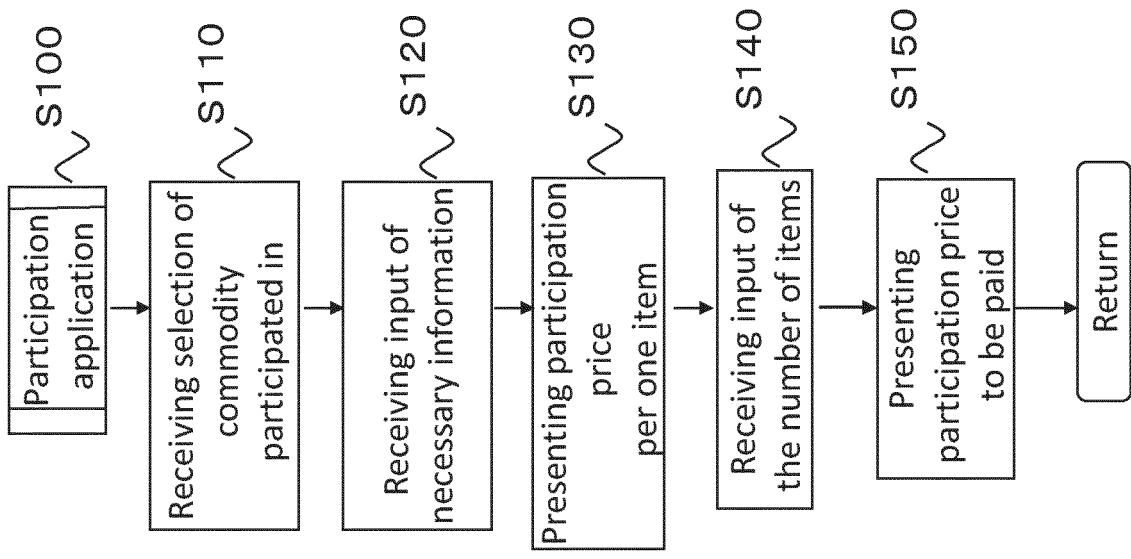 Participation
application
S100
Receiving selection of
commodity
participated in
S110
Receiving input of
necessary information
S120
Presenting participation
price
per one item
S130
Receiving input of
the number of items
S140
Presenting
participation price
to be paid
S150
Return